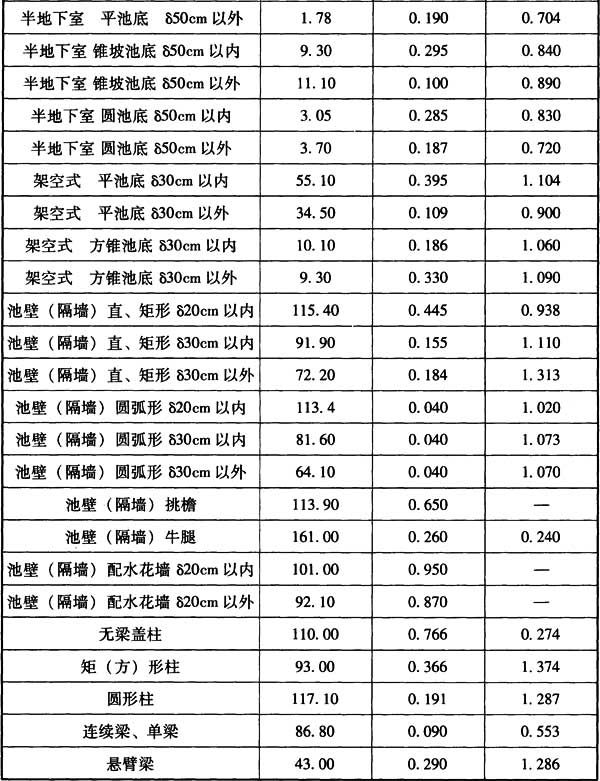 半地下室 平池底 δ50cm 以外 1.78 0.190 0.704
半地下室 锥坡池底 δ50cm 以内 9.30 0.295 0.840
半地下室 锥坡池底 δ50cm 以外 11.10 0.100 0.890
半地下室 圆池底 δ50cm 以内 3.05 0.285 0.830
半地下室 圆池底 δ50cm 以外 3.70 0.187 0.720
架空式 平池底 δ30cm 以内 55.10 0.395 1.104
架空式 平池底 δ30cm 以外 34.50 0.109 0.900
架空式 方锥池底 δ30cm 以内 10.10 0.186 1.060
架空式 方锥池底 δ30cm 以外 9.30 0.330 1.090
池壁（隔墙）直、矩形 δ20cm 以内 115.40 0.445 0.938
池壁（隔墙）直、矩形 δ30cm 以内 91.90 0.155 1.110
池壁（隔墙）直、矩形 δ30cm 以外 72.20 0.184 1.313
池壁（隔墙）圆弧形 δ20cm 以内 113.4 0.040 1.020
池壁（隔墙）圆弧形 δ30cm 以内 81.60 0.040 1.073
池壁（隔墙）圆弧形 δ30cm 以外 64.10 0.040 1.070
池壁（隔墙）挑檐 113.90 0.650 —
池壁（隔墙）牛腿 161.00 0.260 0.240
池壁（隔墙）配水花墙 δ20cm 以内 101.00 0.950 —
池壁（隔墙）配水花墙 δ20cm 以外 92.10 0.870 —
无梁盖柱 110.00 0.766 0.274
矩（方）形柱 93.00 0.366 1.374
圆形柱 117.10 0.191 1.287
连续梁、单梁 86.80 0.090 0.553
悬臂梁 43.00 0.290 1.286